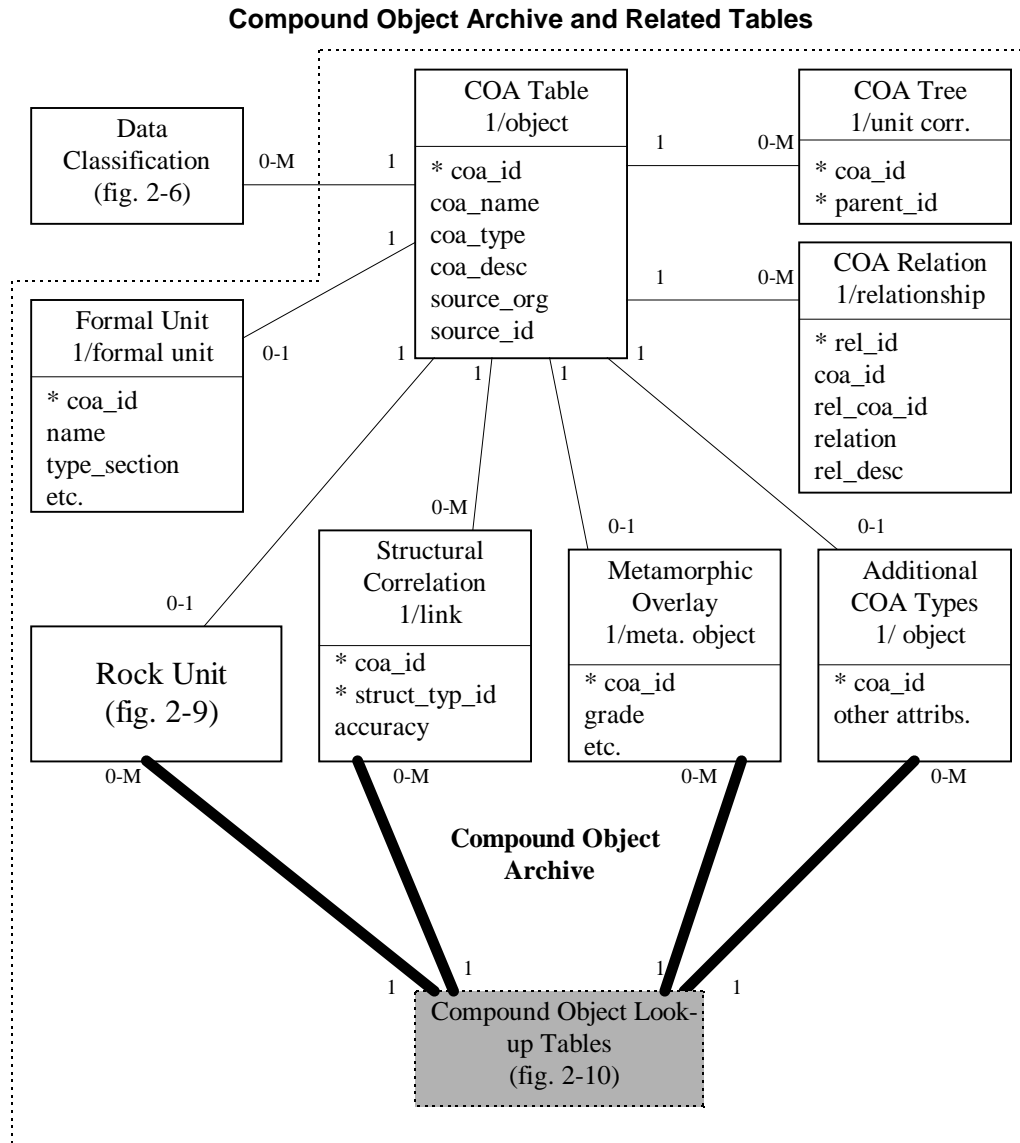 Compound Object Archive and Related Tables
COA Table
1/object
* coa_id
coa_name
coa_type
coa_desc
source_org
source_id
COA Tree
1/unit corr.
* coa_id
* parent_id
Data
Classification
(fig. 2-6)
0-M
1
1
0-M
COA Relation
1/relationship
* rel_id
coa_id
rel_coa_id
relation
rel_desc
1
0-M
Formal Unit
1/formal unit
* coa_id
name
type_section
etc.
1
0-1
1
1
1
1
0-1
0-M
0-1
0-1
Rock Unit
(fig. 2-9)
Structural
Correlation
1/link
* coa_id
* struct_typ_id
accuracy
Metamorphic
Overlay
1/meta. object
* coa_id
grade
etc.
Additional
COA Types
1/ object
* coa_id
other attribs.
0-M
0-M
0-M
0-M
Compound Object
Archive
1
1
1
1
Compound Object Look-
up Tables
(fig. 2-10)